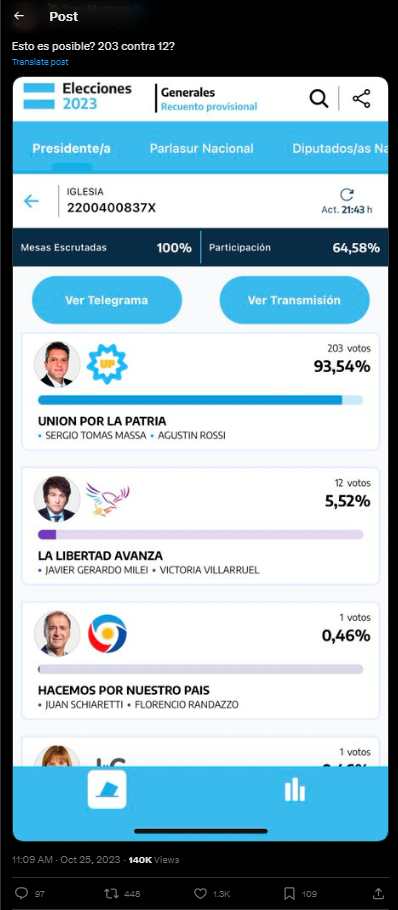 Post
Esto es posible? 203 contra 12?
Translate post
Elecciones
2023
Generales
Recuento provisional
Presidente/a
Parlasur Nacional
Diputados/as Na
IGLESIA
2200400837X
Act. 21:43 h
Mesas Escrutadas
100%
Participación
64,58%
Ver Telegrama
Ver Transmisión
UP
203 votos
93,54%
UNION POR LA PATRIA
• SERGIO TOMAS MASSA • AGUSTIN ROSSI
12 votos
5,52%
LA LIBERTAD AVANZA
• JAVIER GERARDO MILEI • VICTORIA VILLARRUEL
1 votos
0,46%
HACEMOS POR NUESTRO PAIS
• JUAN SCHIARETTI • FLORENCIO RANDAZZO
1 votos
11:09 AM · Oct 25, 2023 · 140K Views
97
448
1.3K
109